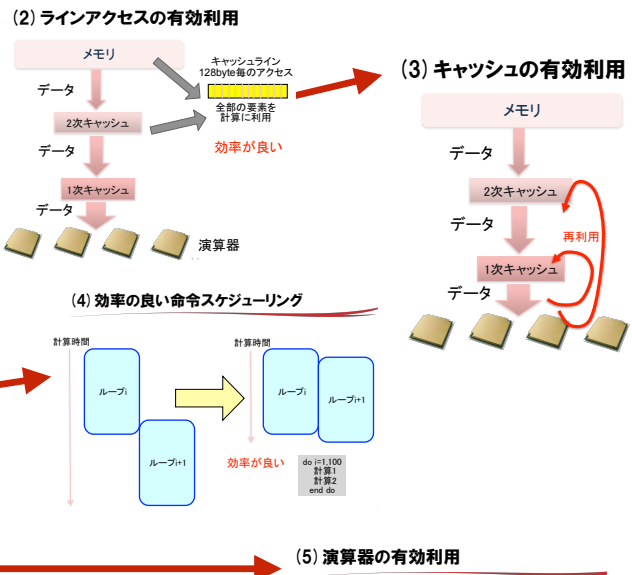 (2) ラインアクセスの有効利用
メモリ
データ
2次キャッシュ
データ
1次キャッシュ
データ
演算器
キャッシュライン
128byte毎のアクセス
全部の要素を
計算に利用
効率が良い
(3) キャッシュの有効利用
メモリ
データ
2次キャッシュ
データ
再利用
1次キャッシュ
データ
(4) 効率の良い命令スケジューリング
計算時間
ループi
ループi+1
計算時間
ループi
ループi+1
効率が良い
do i=1,100
計算1
計算2
end do
(5) 演算器の有効利用